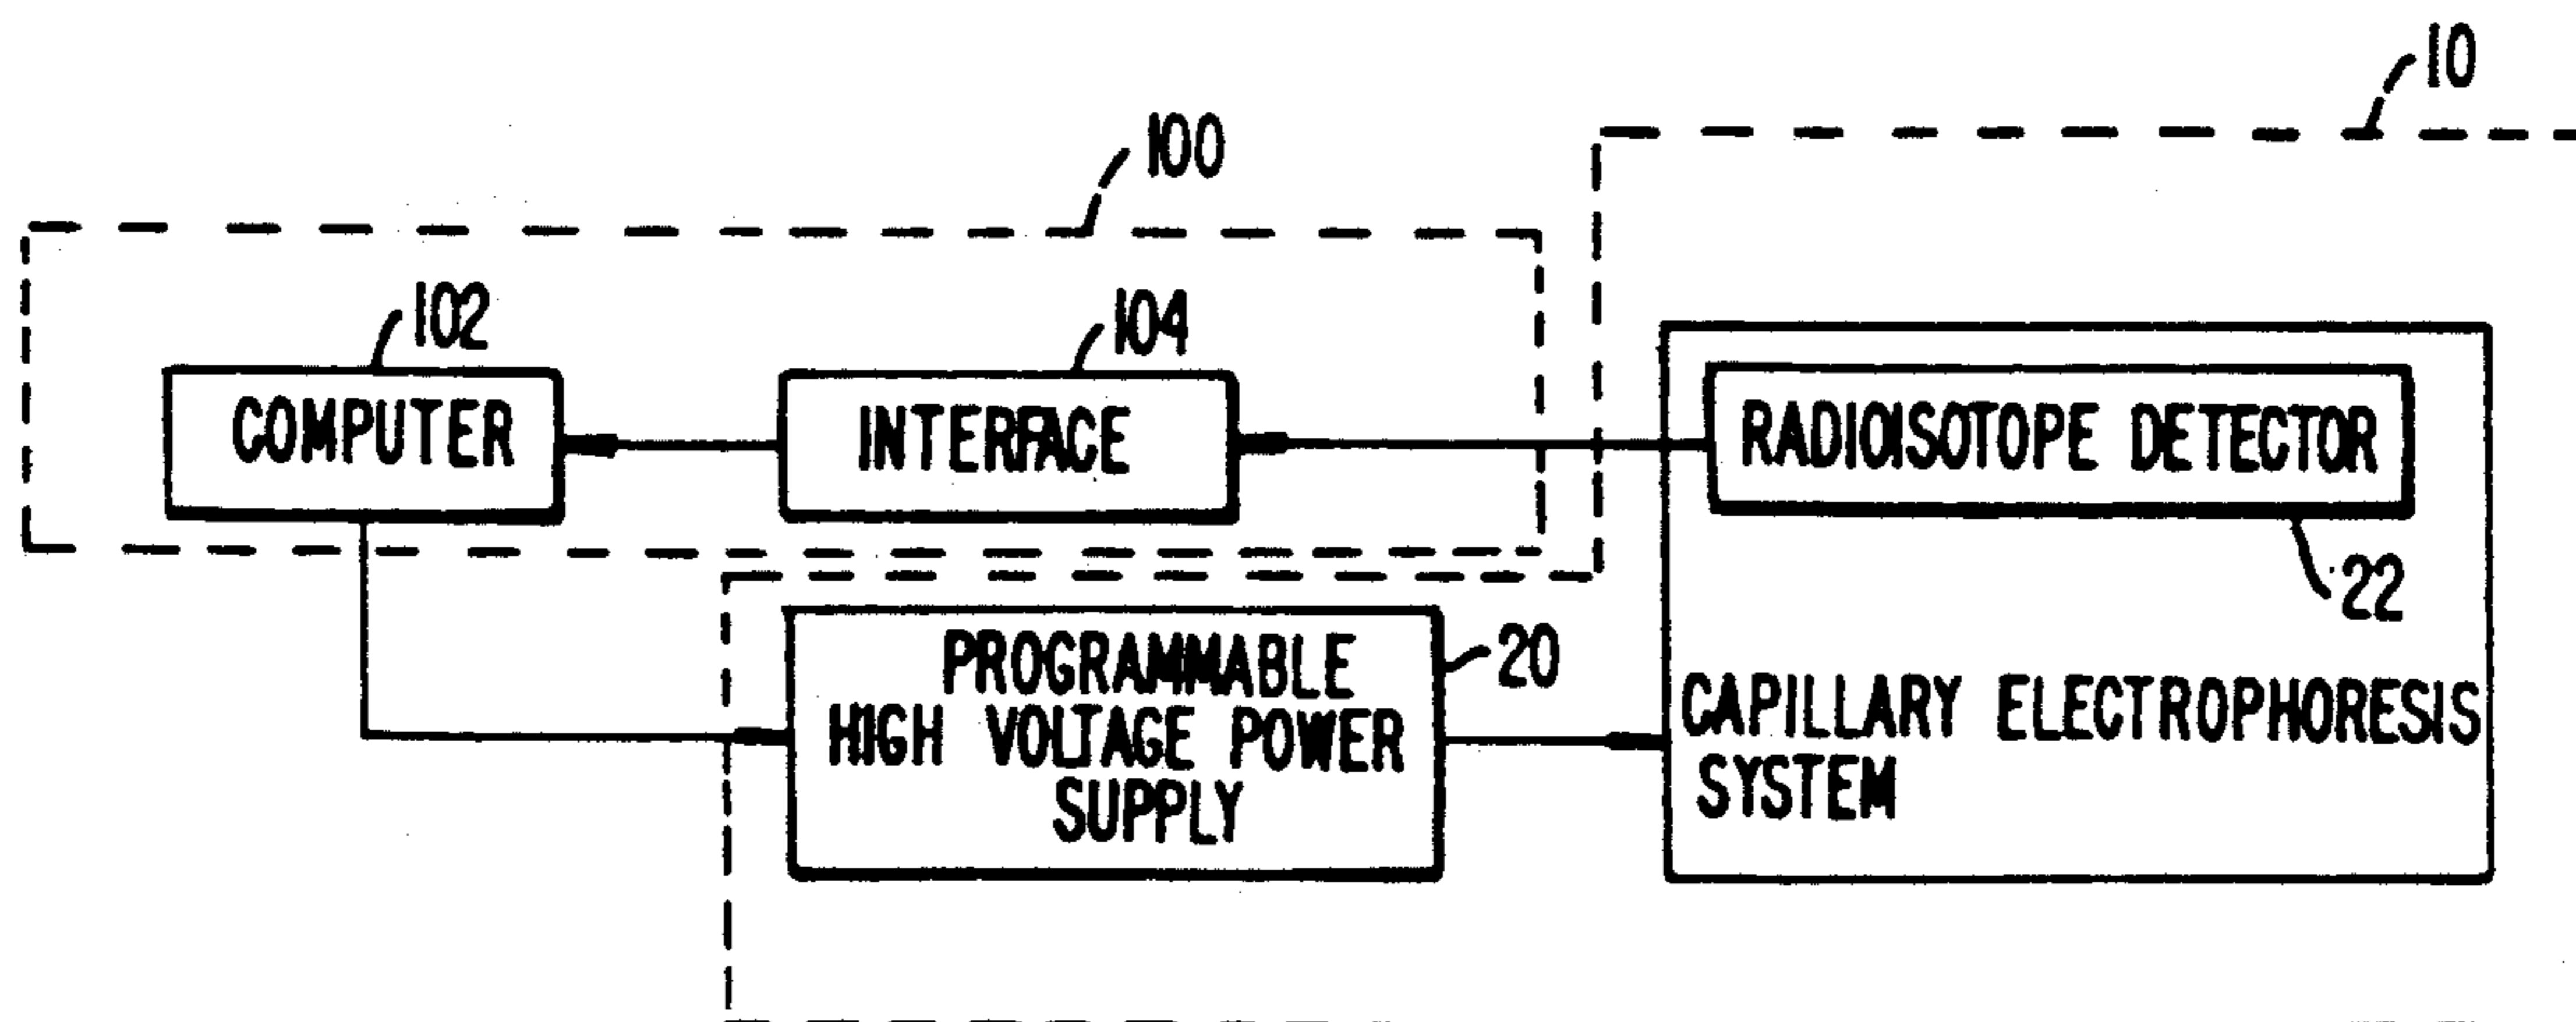 10
100
102
104
COMPUTER
INTERFACE
RADIOISOTOPE DETECTOR
22
20
PROGRAMMABLE
HIGH VOLTAGE POWER
SUPPLY
CAPILLARY ELECTROPHORESIS
SYSTEM